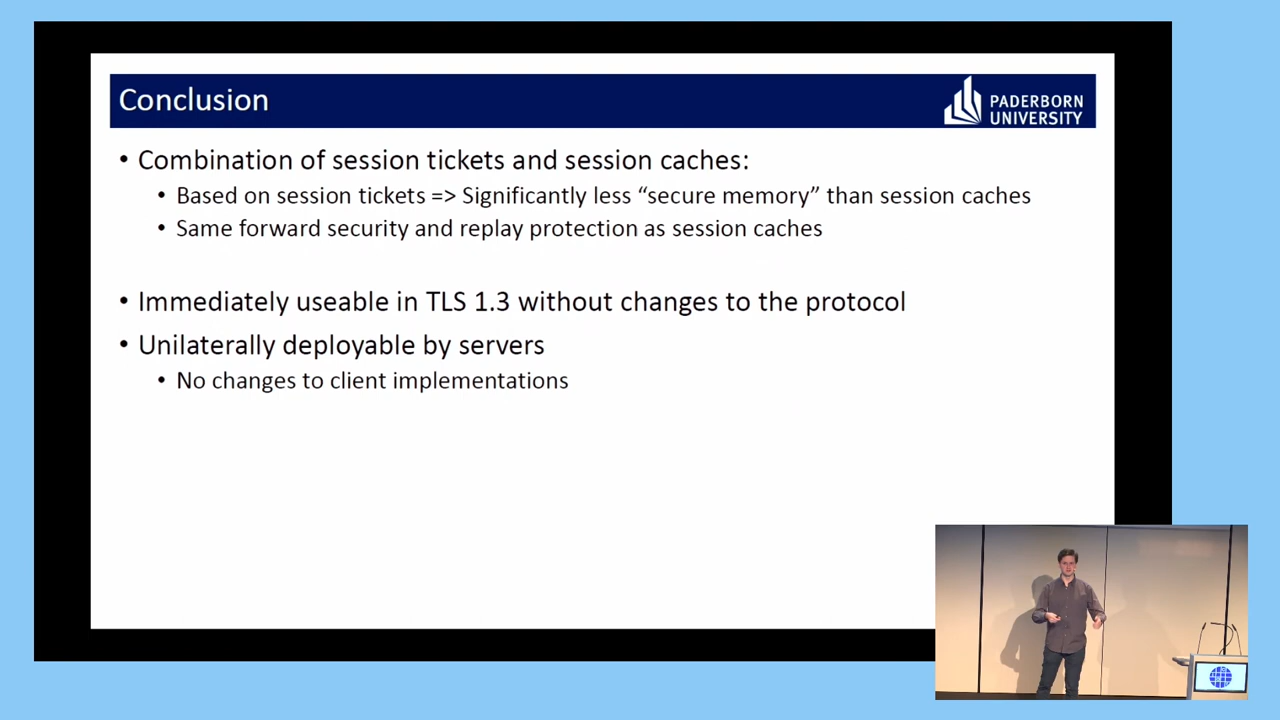 Conclusion
PADERBORN
UNIVERSITY
• Combination of session tickets and session caches:
• Based on session tickets => Significantly less “secure memory” than session caches
• Same forward security and replay protection as session caches
• Immediately useable in TLS 1.3 without changes to the protocol
• Unilaterally deployable by servers
• No changes to client implementations